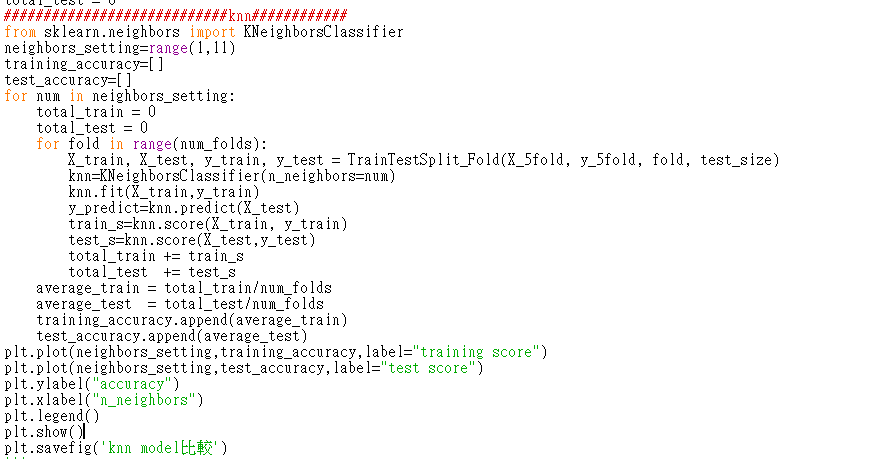 total_test = 0
############################knn############
from sklearn.neighbors import KNeighborsClassifier
neighbors_setting=range(1,11)
training_accuracy=[]
test_accuracy=[]
for num in neighbors_setting:
    total_train = 0
    total_test = 0
    for fold in range(num_folds):
        X_train, X_test, y_train, y_test = TrainTestSplit_Fold(X_5fold, y_5fold, fold, test_size)
        knn=KNeighborsClassifier(n_neighbors=num)
        knn.fit(X_train,y_train)
        y_predict=knn.predict(X_test)
        train_s=knn.score(X_train, y_train)
        test_s=knn.score(X_test,y_test)
        total_train += train_s
        total_test  += test_s
    average_train = total_train/num_folds
    average_test  = total_test/num_folds
    training_accuracy.append(average_train)
    test_accuracy.append(average_test)
plt.plot(neighbors_setting,training_accuracy,label="training score")
plt.plot(neighbors_setting,test_accuracy,label="test score")
plt.ylabel("accuracy")
plt.xlabel("n_neighbors")
plt.legend()
plt.show()
plt.savefig('knn model比較')